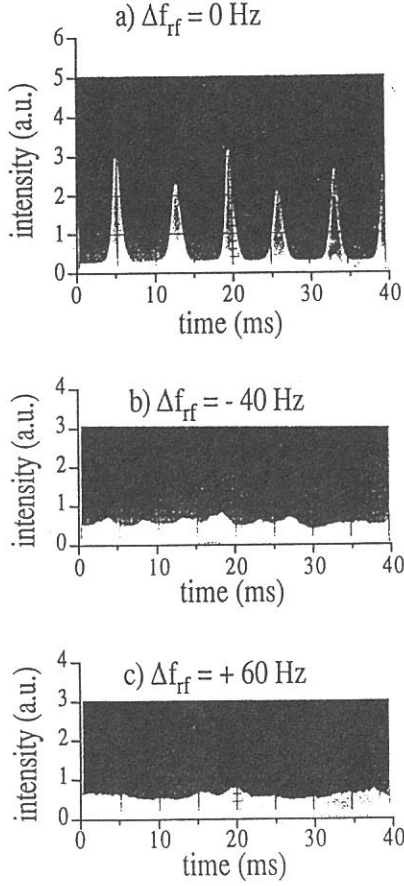 a) Δf_rf = 0 Hz
intensity (a.u.)
6
5
4
3
2
1
0
0 10 20 30 40
time (ms)
b) Δf_rf = - 40 Hz
intensity (a.u.)
4
3
2
1
0
0 10 20 30 40
time (ms)
c) Δf_rf = + 60 Hz
intensity (a.u.)
4
3
2
1
0
0 10 20 30 40
time (ms)